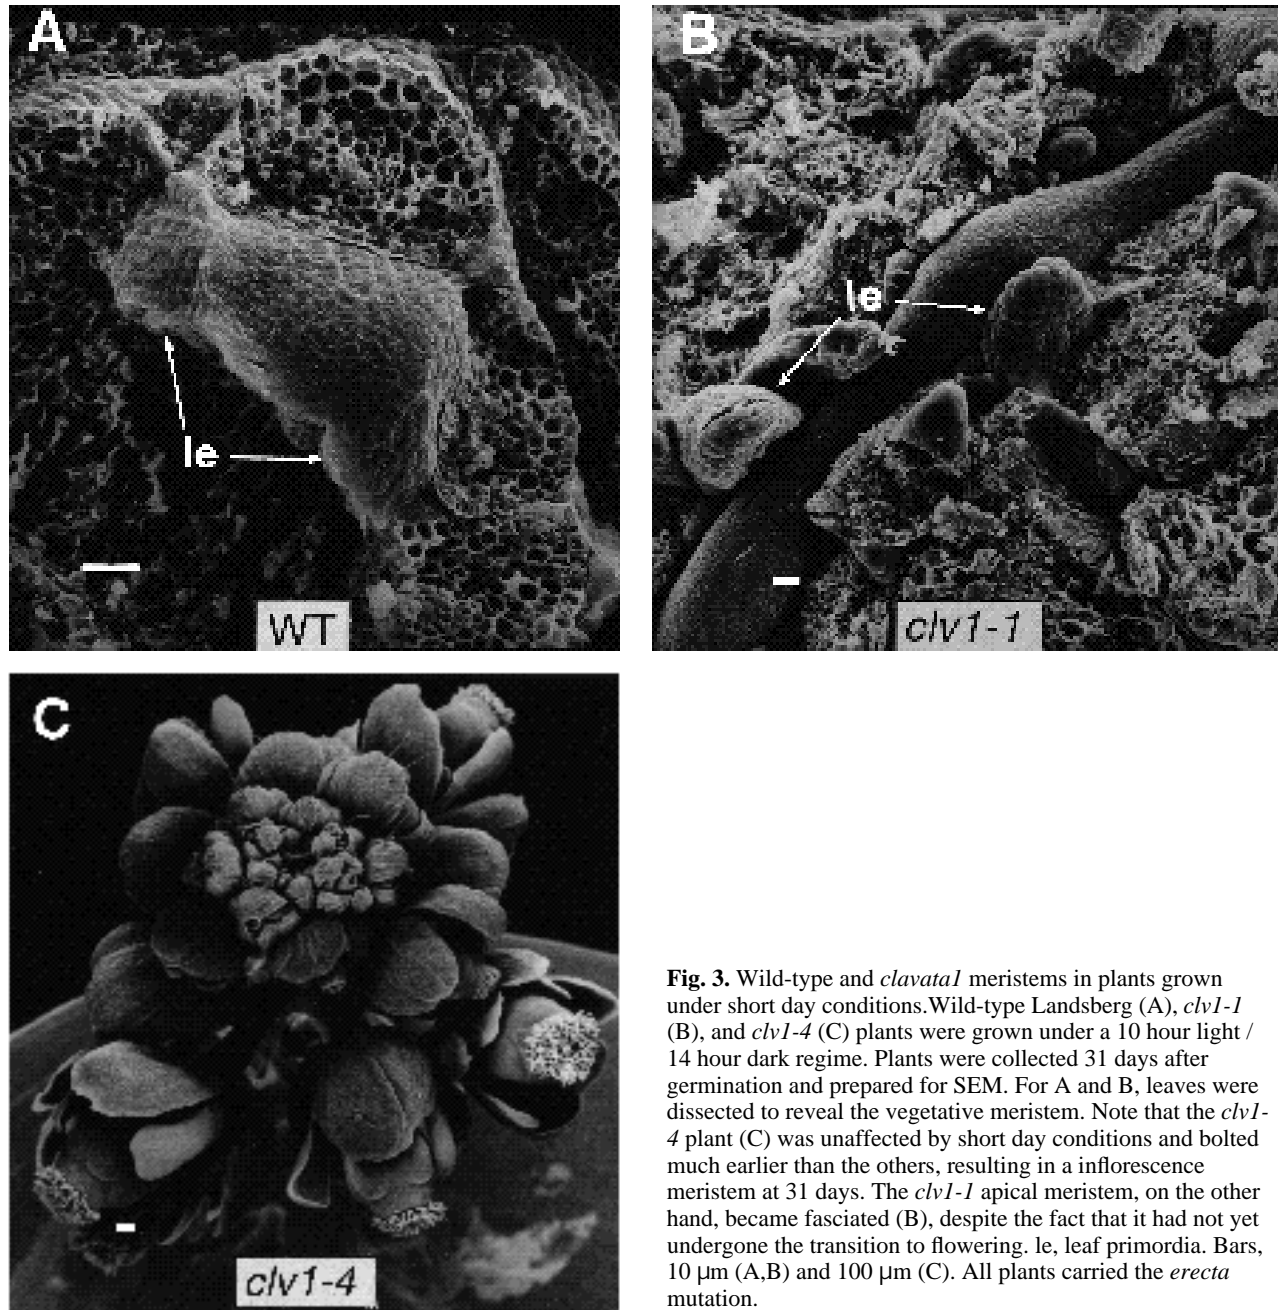 A
B
le
le
WT
clv1-1
C
clv1-4
Fig. 3. Wild-type and clavata1 meristems in plants grown
under short day conditions.Wild-type Landsberg (A), clv1-1
(B), and clv1-4 (C) plants were grown under a 10 hour light /
14 hour dark regime. Plants were collected 31 days after
germination and prepared for SEM. For A and B, leaves were
dissected to reveal the vegetative meristem. Note that the clv1-
4 plant (C) was unaffected by short day conditions and bolted
much earlier than the others, resulting in a inflorescence
meristem at 31 days. The clv1-1 apical meristem, on the other
hand, became fasciated (B), despite the fact that it had not yet
undergone the transition to flowering. le, leaf primordia. Bars,
10 μm (A,B) and 100 μm (C). All plants carried the erecta
mutation.